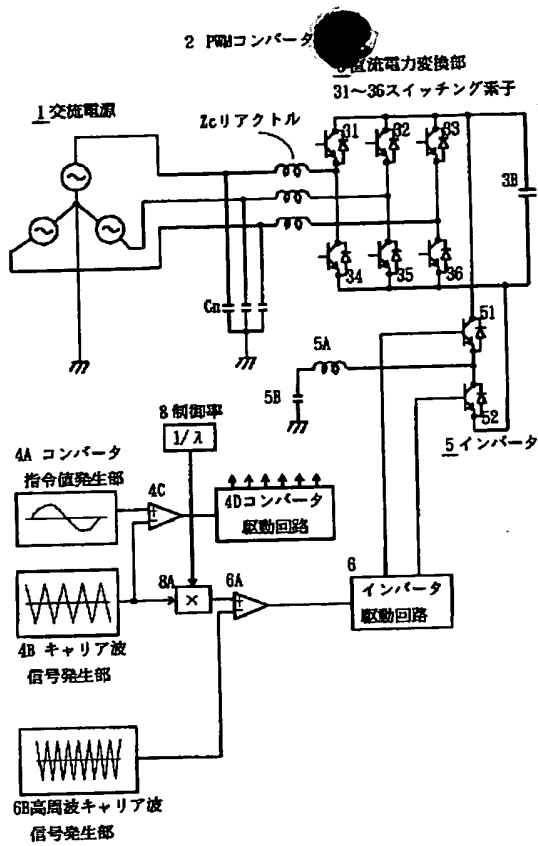 2 PWMコンバータ
直流電力変換部
31～36スイッチング素子
1交流電源
Zcリアクトル
31
32
33
3B
34
35
36
Cn
51
5A
5B
52
5インバータ
8制御率
1/λ
4A コンバータ
指令値発生部
4C
4Dコンバータ
駆動回路
8A
×
6A
6
インバータ
駆動回路
4B キャリア波
信号発生部
6B高周波キャリア波
信号発生部